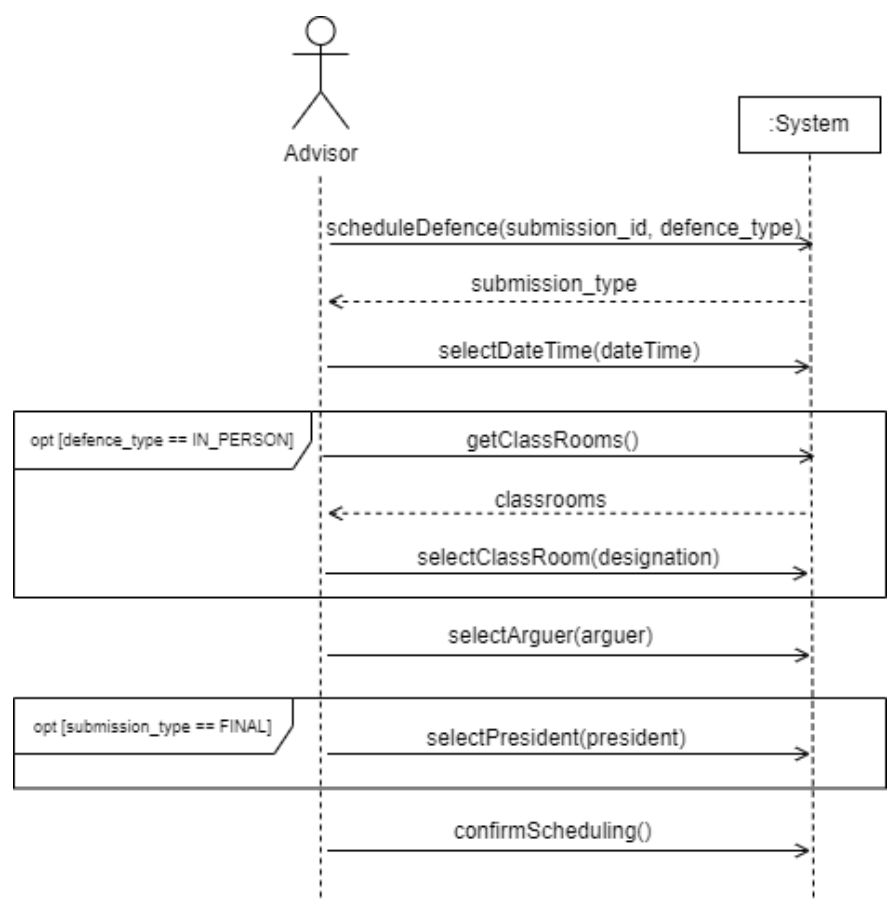 Advisor
:System
scheduleDefence(submission_id, defence_type)
submission_type
selectDateTime(dateTime)
opt [defence_type == IN_PERSON]
getClassRooms()
classrooms
selectClassRoom(designation)
selectArguer(arguer)
opt [submission_type == FINAL]
selectPresident(president)
confirmScheduling()